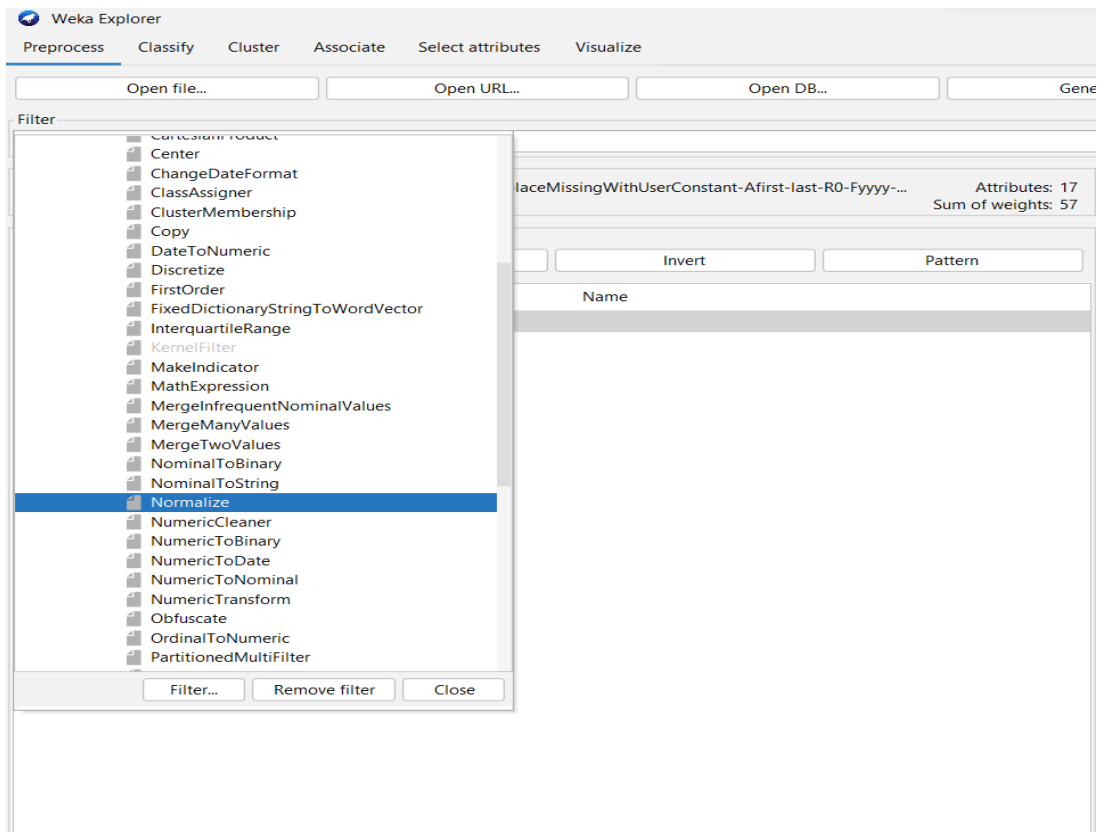 Weka Explorer
Preprocess Classify Cluster Associate Select attributes Visualize
Open file... Open URL... Open DB... Gene
Filter
CartesianProduct
Center
ChangeDateFormat
ClassAssigner
laceMissingWithUserConstant-Afirst-last-R0-Fyyyy-... Attributes: 17
ClusterMembership
Sum of weights: 57
Copy
DateToNumeric
Invert Pattern
Discretize
FirstOrder
Name
FixedDictionaryStringToWordVector
InterquartileRange
KernelFilter
MakeIndicator
MathExpression
MergeInfrequentNominalValues
MergeManyValues
MergeTwoValues
NominalToBinary
NominalToString
Normalize
NumericCleaner
NumericToBinary
NumericToDate
NumericToNominal
NumericTransform
Obfuscate
OrdinalToNumeric
PartitionedMultiFilter
Filter... Remove filter Close